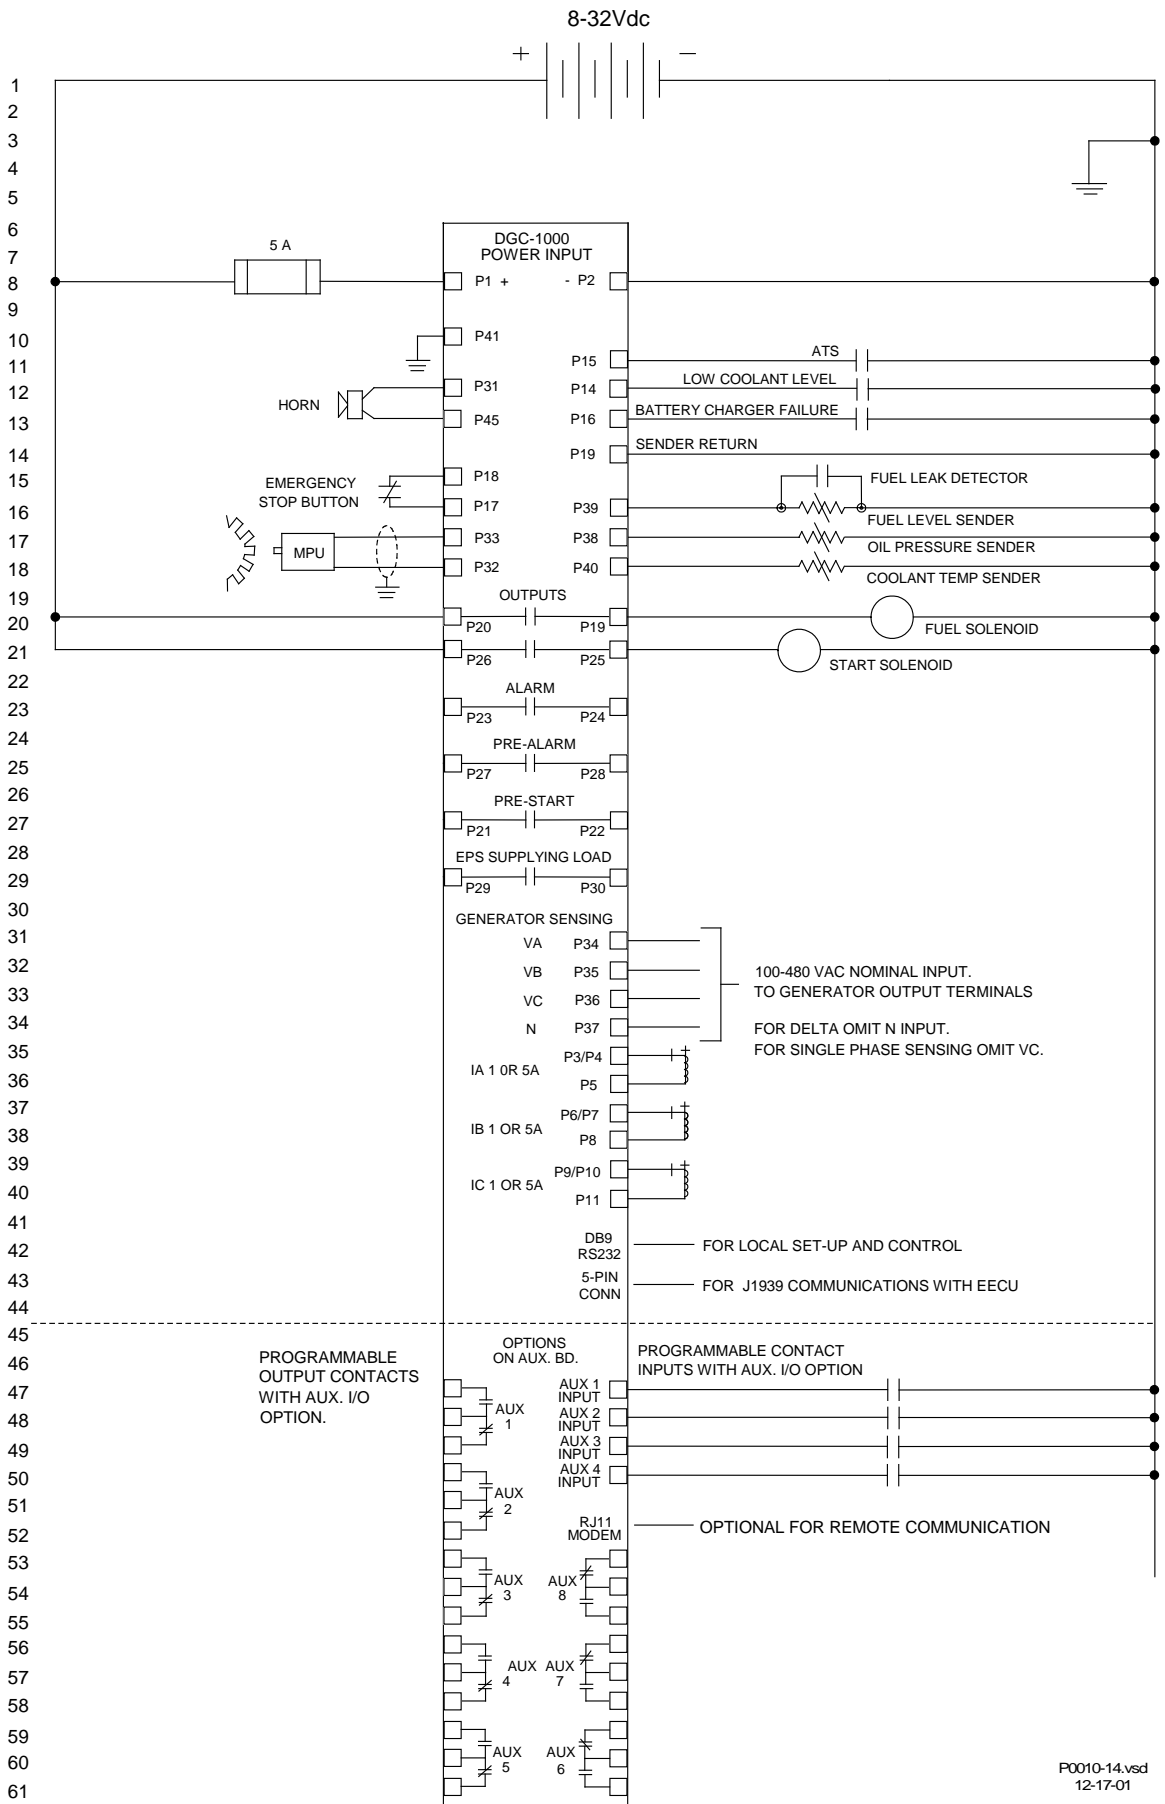 8-32Vdc
+ −
1
2
3
4
5
6
DGC-1000
5 A
7
POWER INPUT
8 P1 + - P2
9
10 P41
11 P15 ATS
12 P31 P14 LOW COOLANT LEVEL
HORN
13 P45 P16 BATTERY CHARGER FAILURE
14 P19 SENDER RETURN
15 P18 FUEL LEAK DETECTOR
EMERGENCY
STOP BUTTON
16 P17 P39
FUEL LEVEL SENDER
17 P33 P38
MPU
OIL PRESSURE SENDER
18 P32 P40
COOLANT TEMP SENDER
19 OUTPUTS
20 P20 P19 FUEL SOLENOID
21 P26 P25 START SOLENOID
22
ALARM
23 P23 P24
24
PRE-ALARM
25 P27 P28
26
PRE-START
27 P21 P22
28
EPS SUPPLYING LOAD
29 P29 P30
30
GENERATOR SENSING
31 VA P34
32 VB P35 100-480 VAC NOMINAL INPUT.
33 VC P36 TO GENERATOR OUTPUT TERMINALS
34 N P37 FOR DELTA OMIT N INPUT.
FOR SINGLE PHASE SENSING OMIT VC.
35 P3/P4 +
IA 1 0R 5A
36 P5
37 P6/P7 +
IB 1 OR 5A
38 P8
39 P9/P10 +
IC 1 OR 5A
40 P11
41
42 DB9
RS232 FOR LOCAL SET-UP AND CONTROL
43 5-PIN
CONN FOR J1939 COMMUNICATIONS WITH EECU
44
45
OPTIONS
ON AUX. BD.
46 PROGRAMMABLE
OUTPUT CONTACTS
WITH AUX. I/O
OPTION.
PROGRAMMABLE CONTACT
INPUTS WITH AUX. I/O OPTION
47 AUX 1
INPUT
AUX
1
48 AUX 2
INPUT
49 AUX 3
INPUT
50 AUX 4
INPUT
51 AUX
2
52 RJ11
MODEM OPTIONAL FOR REMOTE COMMUNICATION
53
54 AUX
3
AUX
8
55
56
57 AUX
4
AUX
7
58
59
60 AUX
5
AUX
6
61
P0010-14.vsd
12-17-01